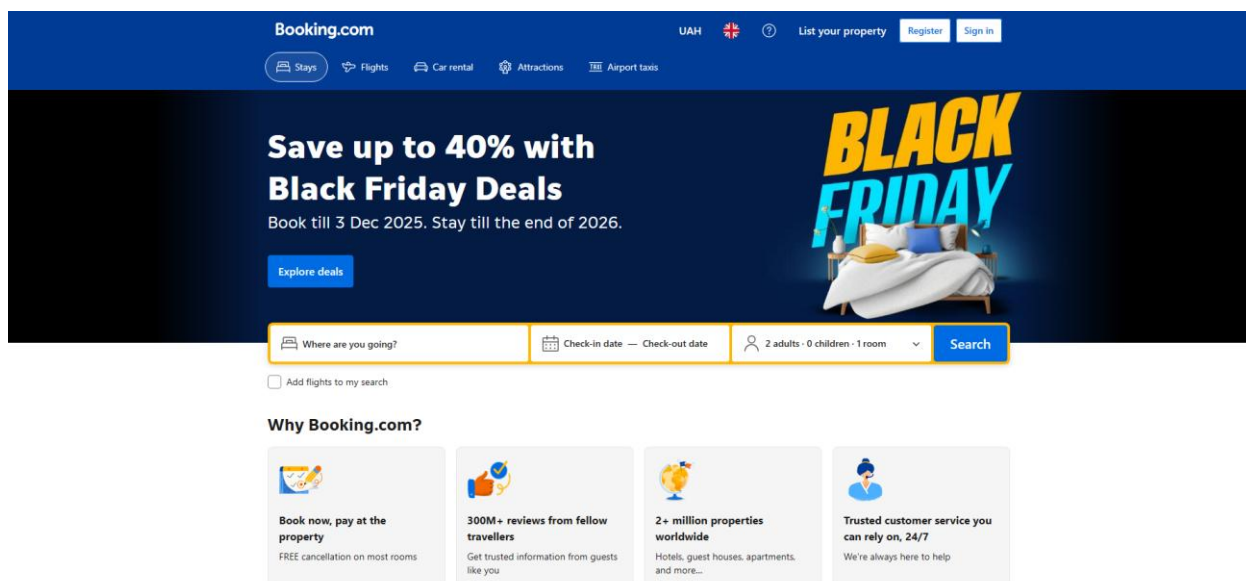 Booking.com
UAH
List your property
Register
Sign in
Stays
Flights
Car rental
Attractions
TAXI
Airport taxis
Save up to 40% with
Black Friday Deals
Book till 3 Dec 2025. Stay till the end of 2026.
Explore deals
BLACK
FRIDAY
Where are you going?
Check-in date — Check-out date
2 adults · 0 children · 1 room
Search
Add flights to my search
Why Booking.com?
Book now, pay at the
property
FREE cancellation on most rooms
300M+ reviews from fellow
travellers
Get trusted information from guests
like you
2+ million properties
worldwide
Hotels, guest houses, apartments,
and more...
Trusted customer service you
can rely on, 24/7
We're always here to help